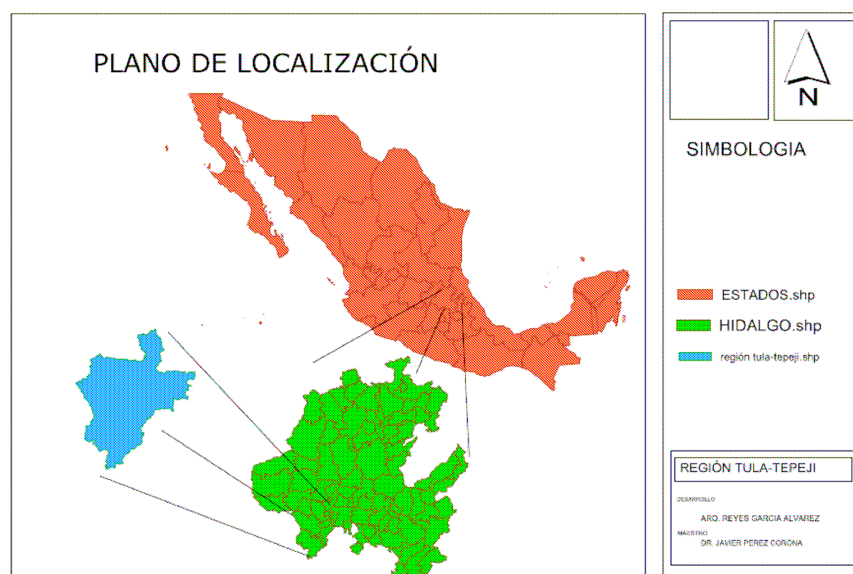 PLANO DE LOCALIZACIÓN
N
SIMBOLOGIA
ESTADOS.shp
HIDALGO.shp
región tula-tepeji.shp
REGIÓN TULA-TEPEJI
DESARROLLO
ARQ. REYES GARCIA ALVAREZ
MAESTRO
DR. JAVIER PEREZ CORONA